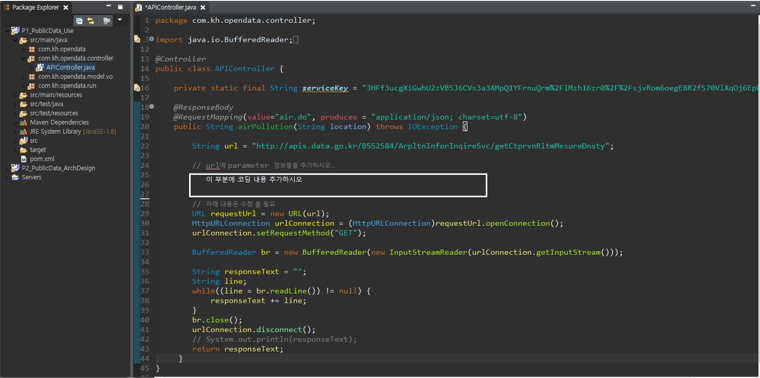 Package Explorer
P1_PublicData_Use
src/main/java
com.kh.opendata
com.kh.opendata.controller
APIController.java
com.kh.opendata.model.vo
com.kh.opendata.run
src/main/resources
src/test/java
src/test/resources
Maven Dependencies
JRE System Library [JavaSE-1.8]
src
target
pom.xml
P2_PublicData_ArchDesign
Servers
*APIController.java
1 package com.kh.opendata.controller;
2
3 import java.io.BufferedReader;
12
13 @Controller
14 public class APIController {
15
16 private static final String serviceKey =
17
18 @ResponseBody
19 @RequestMapping(value="air.do", produces = "application/json; charset=utf-8")
20 public String airPollution(String location) throws IOException {
21
22 String url = "http://apis.data.go.kr/B552584/ArpltnInforInqireSvc/getCtprvnRltmMesureDnsty";
23
24 // url에 parameter 정보들을 추가하시오.
25
이 부분에 코딩 내용 추가하시오
26
27
28 // 아래 내용은 수정 불 필요
29 URL requestUrl = new URL(url);
30 HttpURLConnection urlConnection = (HttpURLConnection)requestUrl.openConnection();
31 urlConnection.setRequestMethod("GET");
32
33 BufferedReader br = new BufferedReader(new InputStreamReader(urlConnection.getInputStream()));
34
35 String responseText = "";
36 String line;
37 while((line = br.readLine()) != null) {
38 responseText += line;
39 }
40 br.close();
41 urlConnection.disconnect();
42 // System.out.println(responseText);
43 return responseText;
44 }
45 }
46